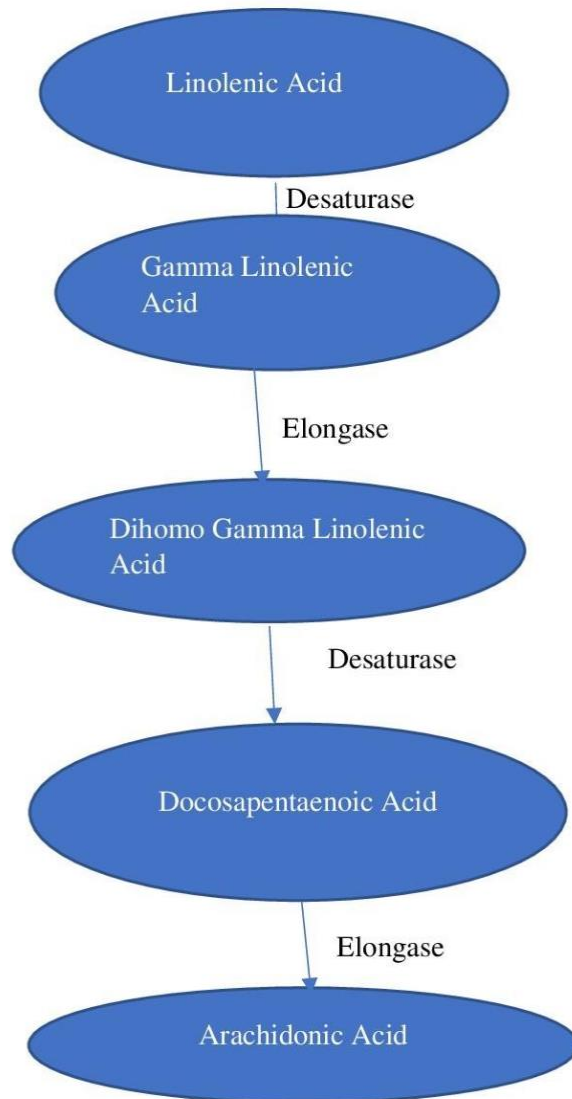 Linolenic Acid
Desaturase
Gamma Linolenic
Acid
Elongase
Dihomo Gamma Linolenic
Acid
Desaturase
Docosapentaenoic Acid
Elongase
Arachidonic Acid